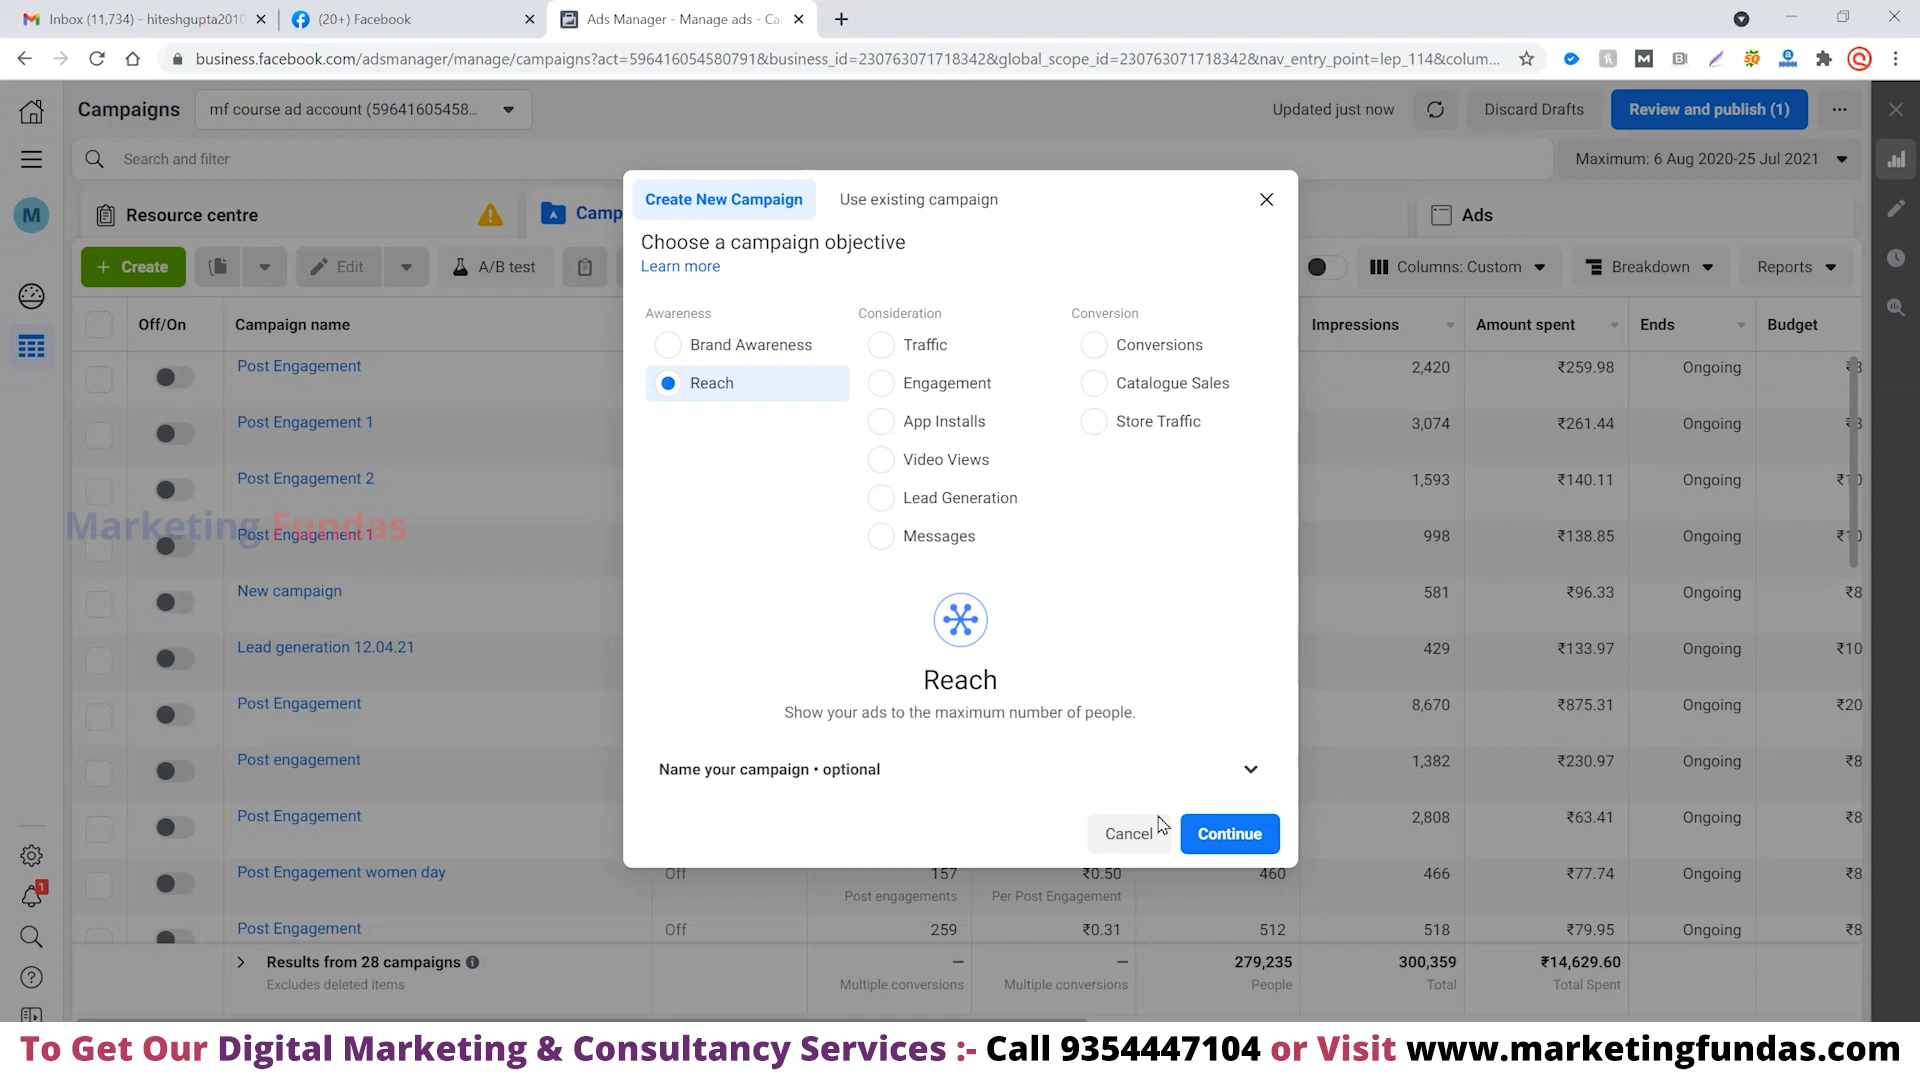 Inbox (11,734) - hiteshgupta2010
(20+) Facebook
Ads Manager - Manage ads - Ca
business.facebook.com/adsmanager/manage/campaigns?act=596416054580791&business_id=230763071718342&global_scope_id=230763071718342&nav_entry_point=lep_114&colum...
Campaigns
mf course ad account (59641605458...
Updated just now
Discard Drafts
Review and publish (1)
Search and filter
Maximum: 6 Aug 2020-25 Jul 2021
M
Resource centre
Camp
Ads
Create
Edit
A/B test
Columns: Custom
Breakdown
Reports
Off/On
Campaign name
Impressions
Amount spent
Ends
Budget
Post Engagement
2,420
₹259.98
Ongoing
Post Engagement 1
3,074
₹261.44
Ongoing
Post Engagement 2
1,593
₹140.11
Ongoing
Marketing Fundas
Post Engagement 1
998
₹138.85
Ongoing
New campaign
581
₹96.33
Ongoing
₹8
Lead generation 12.04.21
429
₹133.97
Ongoing
₹10
Post Engagement
8,670
₹875.31
Ongoing
₹20
Post engagement
1,382
₹230.97
Ongoing
₹8
Post Engagement
2,808
₹63.41
Ongoing
₹8
Post Engagement women day
Off
157
Post engagements
₹0.50
Per Post Engagement
460
466
₹77.74
Ongoing
₹8
Post Engagement
Off
259
₹0.31
512
518
₹79.95
Ongoing
₹8
Results from 28 campaigns
Excludes deleted items
—
Multiple conversions
—
Multiple conversions
279,235
People
300,359
Total
₹14,629.60
Total Spent
Create New Campaign
Use existing campaign
Choose a campaign objective
Learn more
Awareness
Consideration
Conversion
Brand Awareness
Traffic
Conversions
Reach
Engagement
Catalogue Sales
App Installs
Store Traffic
Video Views
Lead Generation
Messages
Reach
Show your ads to the maximum number of people.
Name your campaign • optional
Cancel
Continue
1
To Get Our Digital Marketing & Consultancy Services :- Call 9354447104 or Visit www.marketingfundas.com